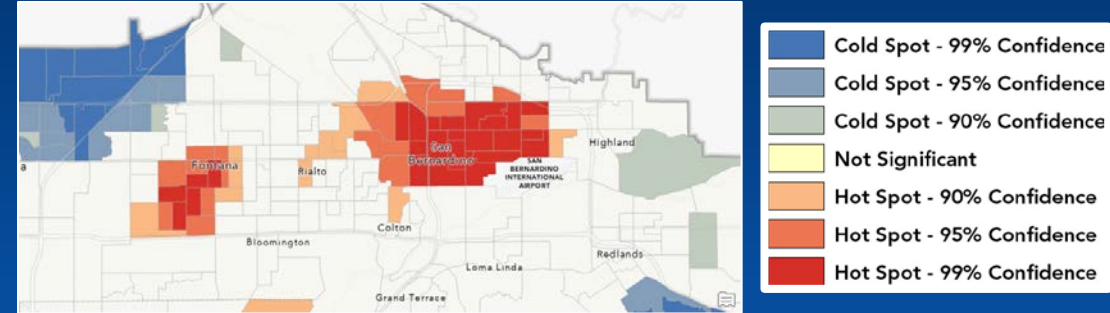 Fontana
Rialto
San
Bernardino
SAN
BERNARDINO
INTERNATIONAL
AIRPORT
Highland
Colton
Bloomington
Loma Linda
Redlands
Grand Terrace
a
Cold Spot - 99% Confidence
Cold Spot - 95% Confidence
Cold Spot - 90% Confidence
Not Significant
Hot Spot - 90% Confidence
Hot Spot - 95% Confidence
Hot Spot - 99% Confidence